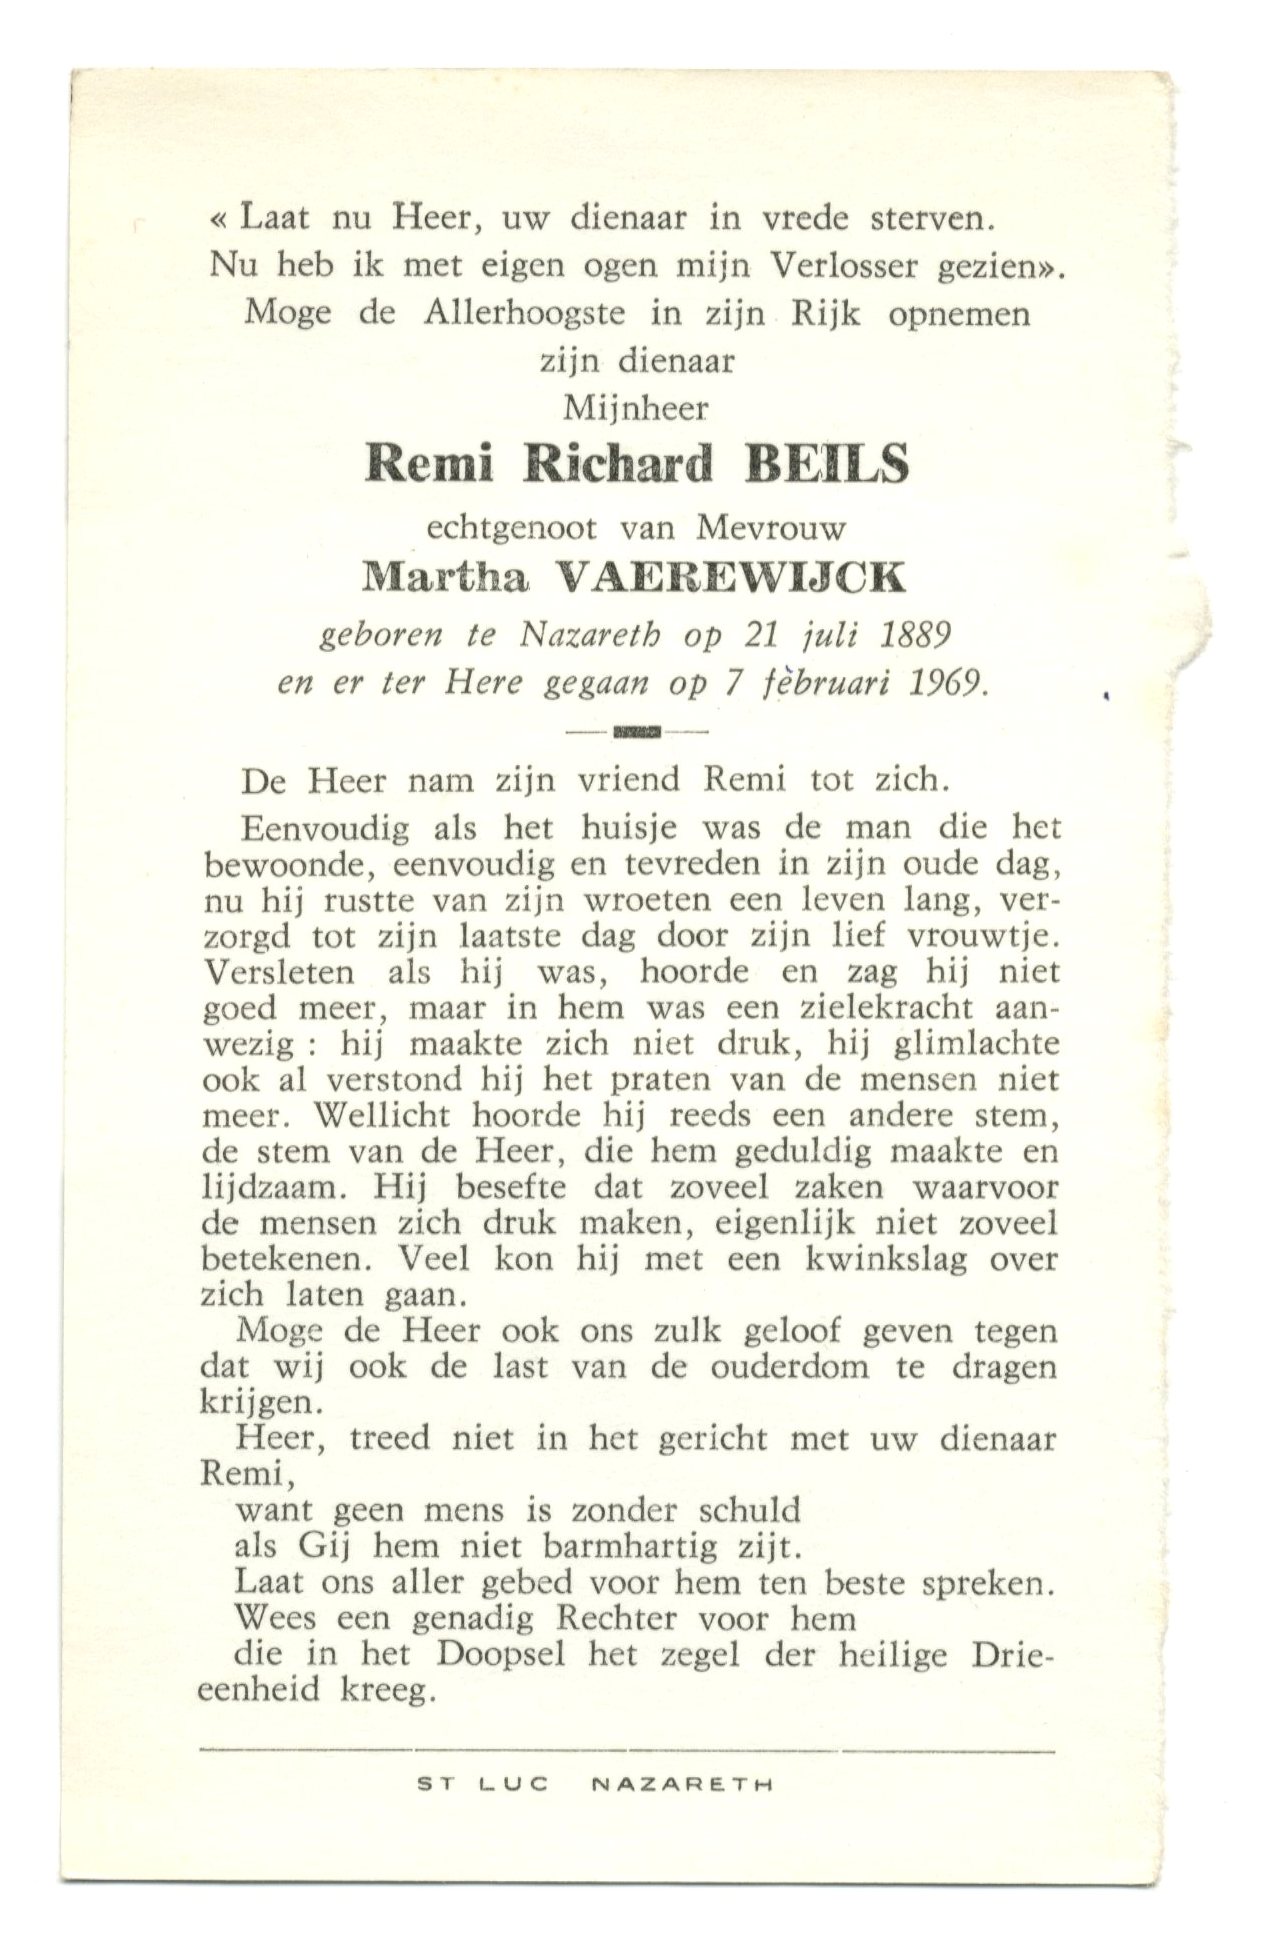 « Laat nu Heer, uw dienaar in vrede sterven.
Nu heb ik met eigen ogen mijn Verlosser gezien».
Moge de Allerhoogste in zijn Rijk opnemen
zijn dienaar
Mijnheer
Remi Richard BEILS
echtgenoot van Mevrouw
Martha VAEREWIJCK
geboren te Nazareth op 21 juli 1889
en er ter Here gegaan op 7 fèbruari 1969.
De Heer nam zijn vriend Remi tot zich.
Eenvoudig als het huisje was de man die het
bewoonde, eenvoudig en tevreden in zijn oude dag,
nu hij rustte van zijn wroeten een leven lang, ver-
zorgd tot zijn laatste dag door zijn lief vrouwtje.
Versleten als hij was, hoorde en zag hij niet
goed meer, maar in hem was een zielekracht aan-
wezig : hij maakte zich niet druk, hij glimlachte
ook al verstond hij het praten van de mensen niet
meer. Wellicht hoorde hij reeds een andere stem,
de stem van de Heer, die hem geduldig maakte en
lijdzaam. Hij besefte dat zoveel zaken waarvoor
de mensen zich druk maken, eigenlijk niet zoveel
betekenen. Veel kon hij met een kwinkslag over
zich laten gaan.
Moge de Heer ook ons zulk geloof geven tegen
dat wij ook de last van de ouderdom te dragen
krijgen.
Heer, treed niet in het gericht met uw dienaar
Remi,
want geen mens is zonder schuld
als Gij hem niet barmhartig zijt.
Laat ons aller gebed voor hem ten beste spreken.
Wees een genadig Rechter voor hem
die in het Doopsel het zegel der heilige Drie-
eenheid kreeg.
ST LUC NAZARETH